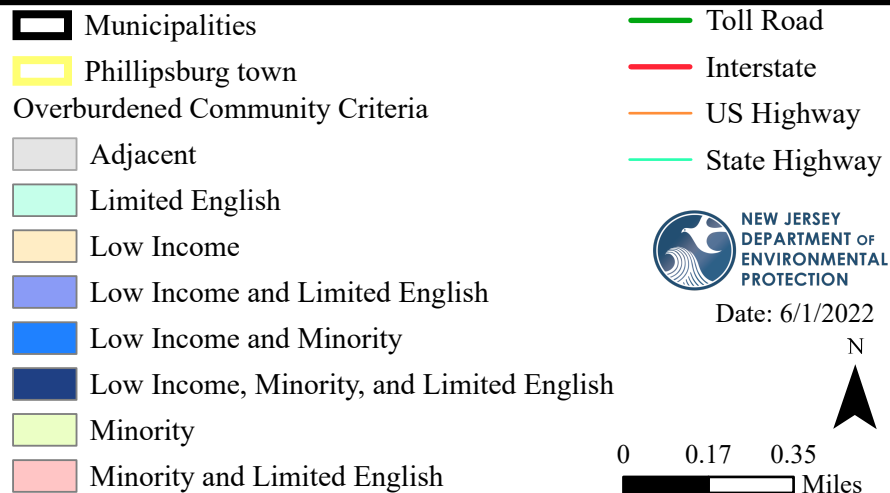 Municipalities
Phillipsburg town
Overburdened Community Criteria
Adjacent
Limited English
Low Income
Low Income and Limited English
Low Income and Minority
Low Income, Minority, and Limited English
Minority
Minority and Limited English
Toll Road
Interstate
US Highway
State Highway
NEW JERSEY
DEPARTMENT OF
ENVIRONMENTAL
PROTECTION
Date: 6/1/2022
N
0 0.17 0.35
Miles